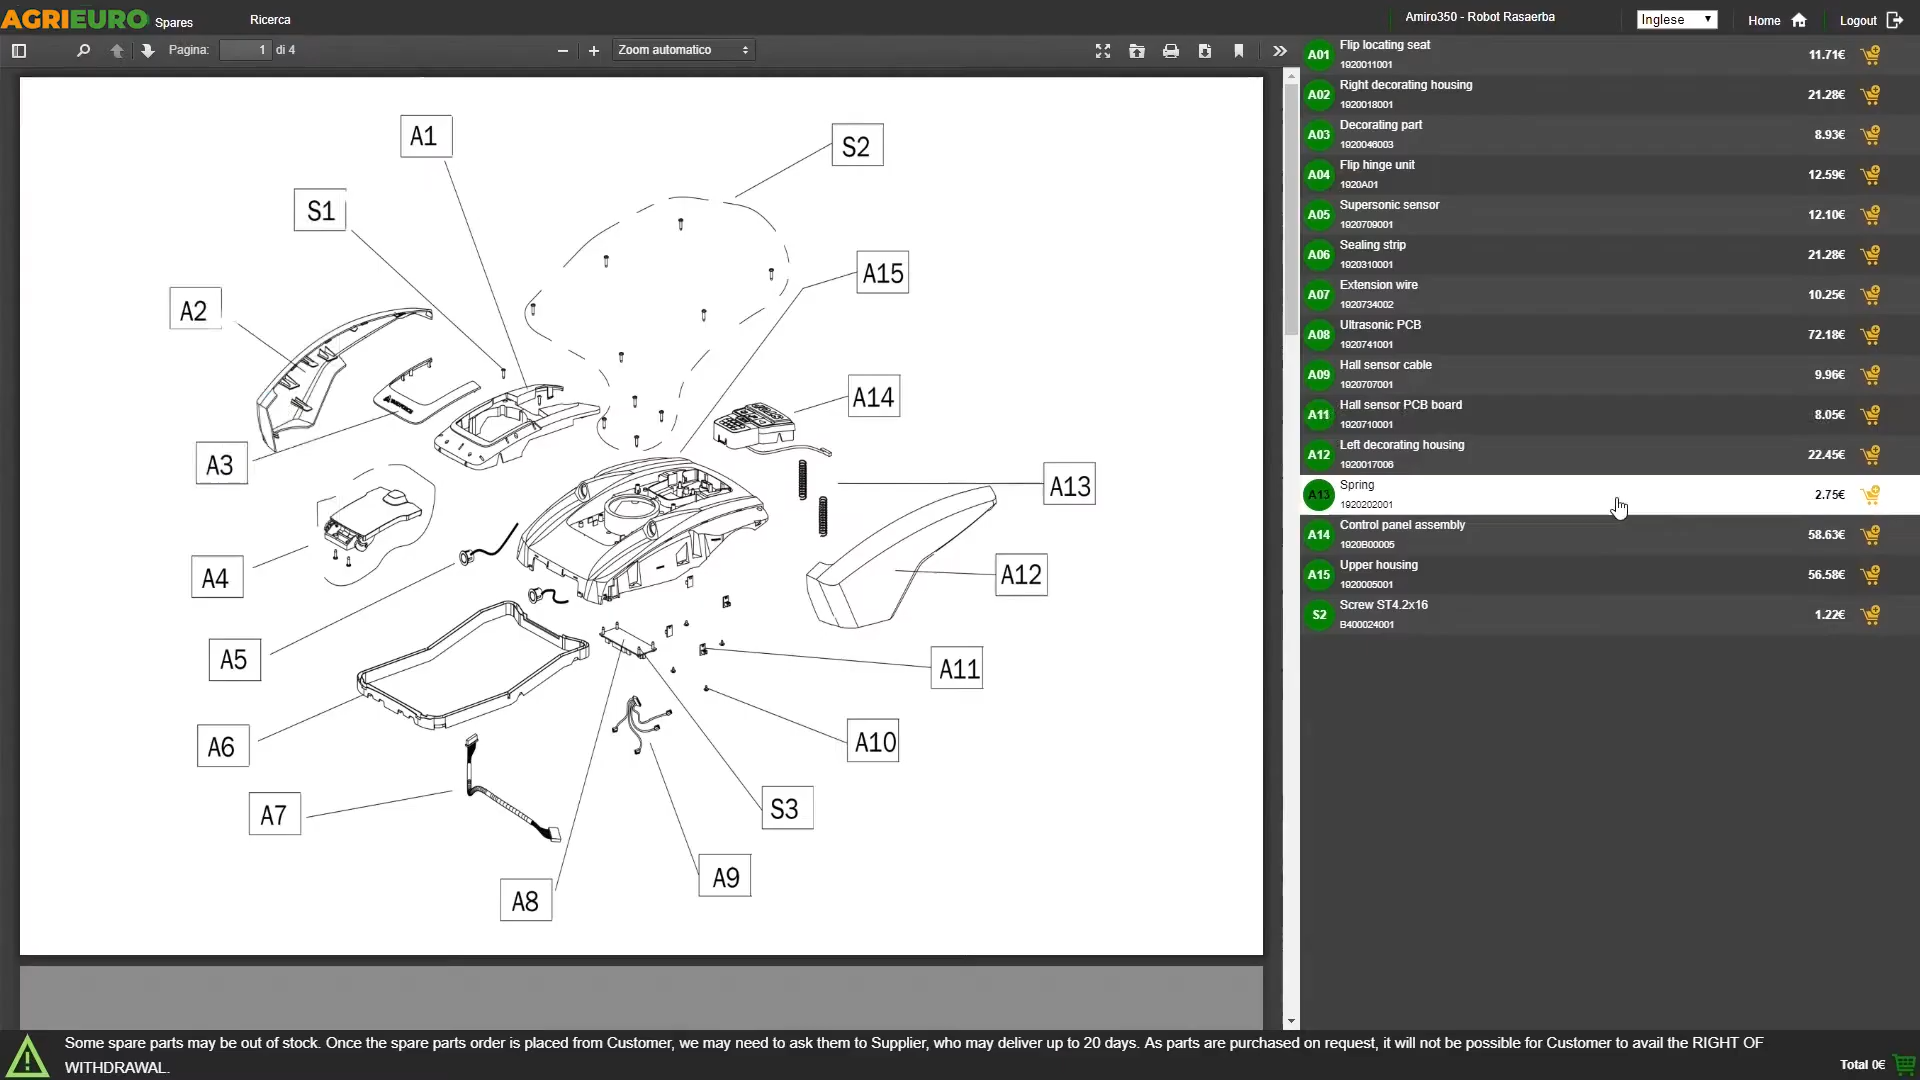 AGRIEURO Spares
Ricerca
Amiro350 - Robot Rasaerba
Inglese
Home
Logout
Pagina: 1 di 4
Zoom automatico
A1
S2
S1
A15
A2
A14
A3
A13
A4
A12
A5
A11
A6
A10
A7
S3
A9
A8
A01 Flip locating seat 11.71€
1920011001
A02 Right decorating housing 21.28€
1920018001
A03 Decorating part 8.93€
1920046003
A04 Flip hinge unit 12.59€
1920A01
A05 Supersonic sensor 12.10€
1920709001
A06 Sealing strip 21.28€
1920310001
A07 Extension wire 10.25€
1920734002
A08 Ultrasonic PCB 72.18€
1920741001
A09 Hall sensor cable 9.96€
1920707001
A11 Hall sensor PCB board 8.05€
1920710001
A12 Left decorating housing 22.45€
1920017006
A13 Spring 2.75€
1920202001
A14 Control panel assembly 58.63€
1920B00005
A15 Upper housing 56.58€
1920005001
S2 Screw ST4.2x16 1.22€
B400024001
Some spare parts may be out of stock. Once the spare parts order is placed from Customer, we may need to ask them to Supplier, who may deliver up to 20 days. As parts are purchased on request, it will not be possible for Customer to avail the RIGHT OF
WITHDRAWAL.
Total 0€